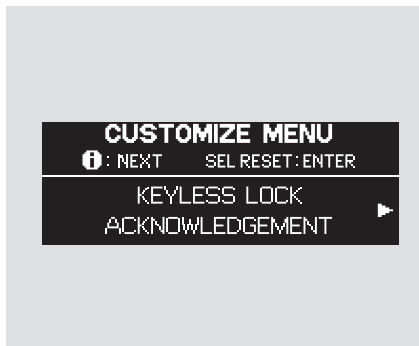 CUSTOMIZE MENU
i: NEXT SEL RESET: ENTER
KEYLESS LOCK
ACKNOWLEDGEMENT